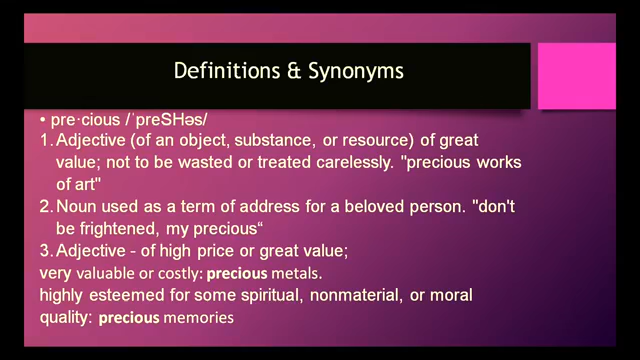 Definitions & Synonyms
• pre·cious /ˈpreSHəs/
1. Adjective (of an object, substance, or resource) of great
value; not to be wasted or treated carelessly. "precious works
of art"
2. Noun used as a term of address for a beloved person. "don't
be frightened, my precious“
3. Adjective - of high price or great value;
very valuable or costly: precious metals.
highly esteemed for some spiritual, nonmaterial, or moral
quality: precious memories